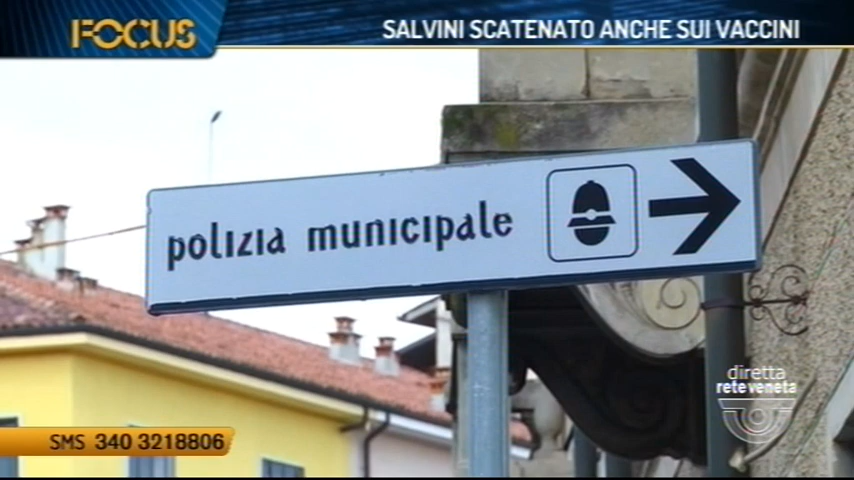 FOCUS
SALVINI SCATENATO ANCHE SUI VACCINI
polizia municipale
diretta
rete veneta
SMS 340 3218806